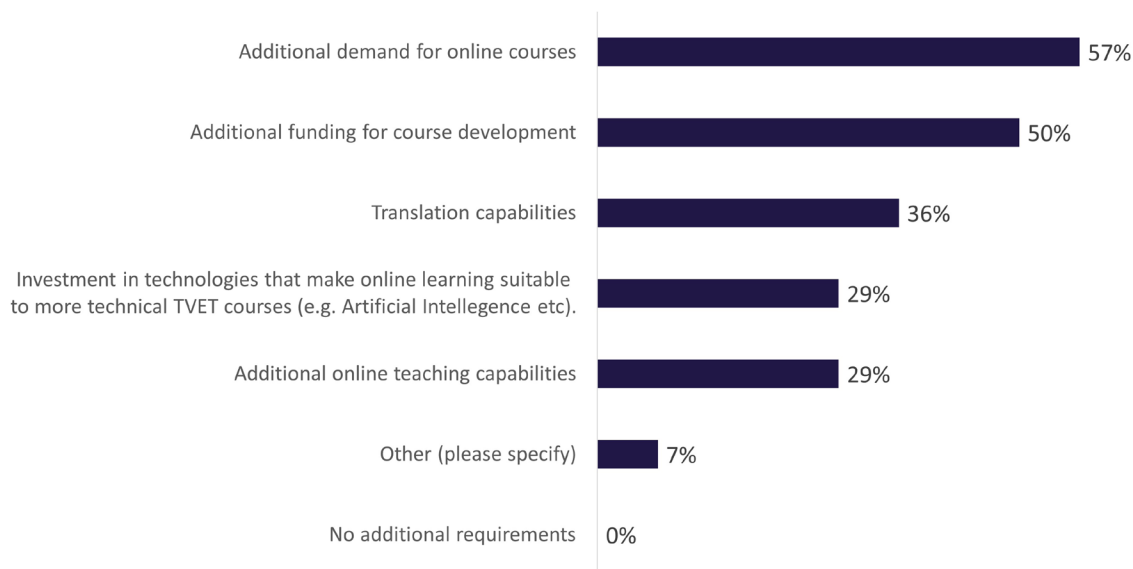 Additional demand for online courses 57%
Additional funding for course development 50%
Translation capabilities 36%
Investment in technologies that make online learning suitable
to more technical TVET courses (e.g. Artificial Intellegence etc). 29%
Additional online teaching capabilities 29%
Other (please specify) 7%
No additional requirements 0%